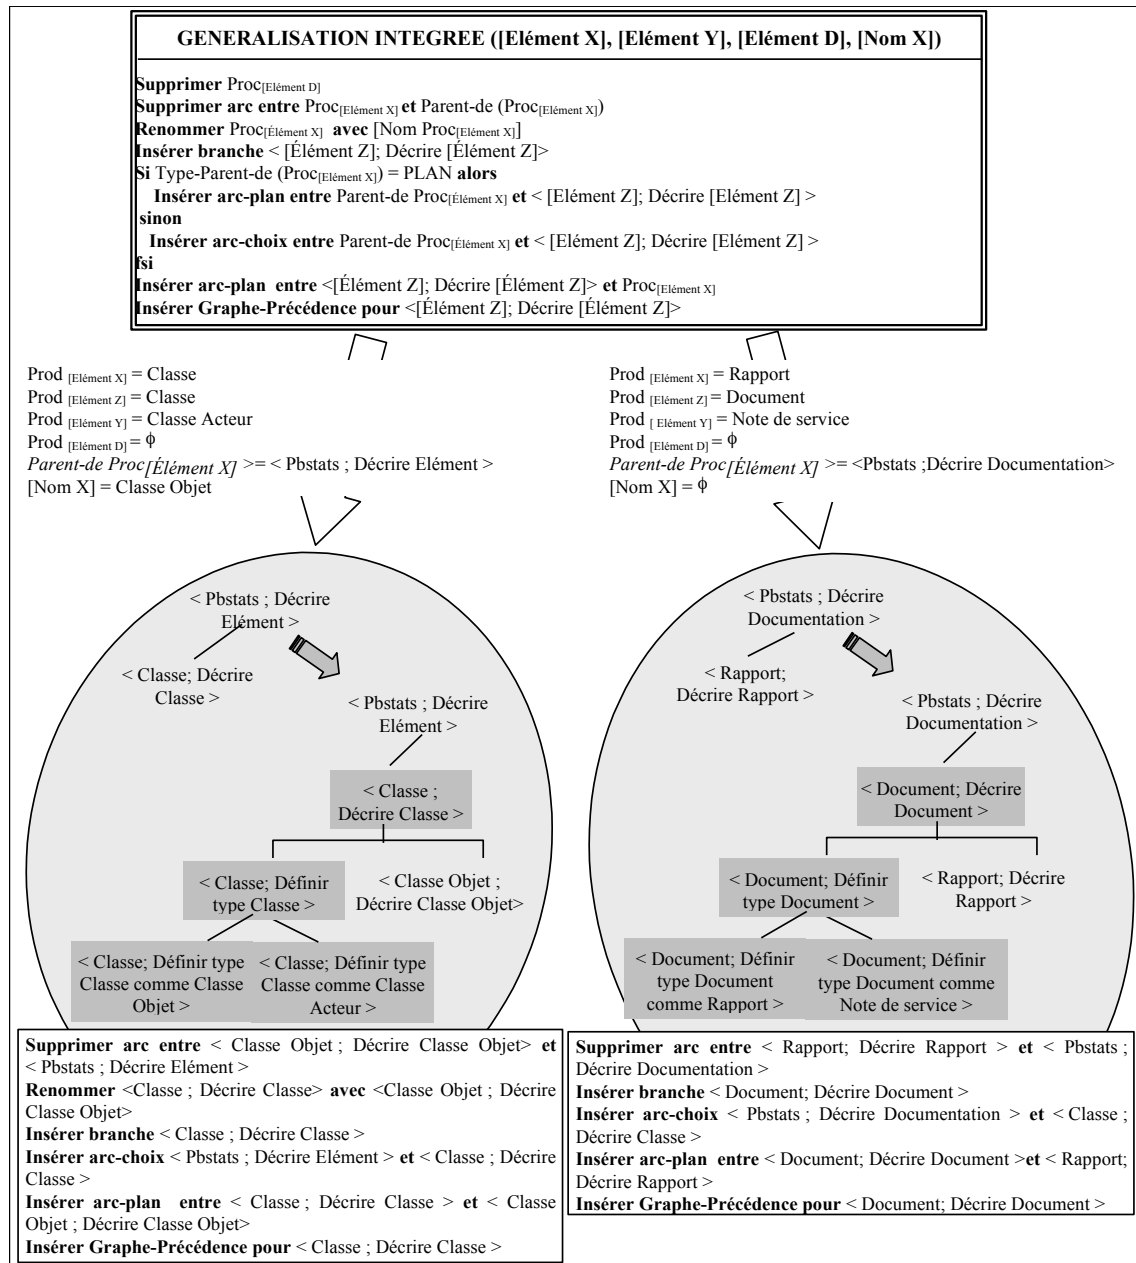 GENERALISATION INTEGREE ([Elément X], [Elément Y], [Elément D], [Nom X])
Supprimer Proc[Elément D]
Supprimer arc entre Proc[Elément X] et Parent-de (Proc[Elément X])
Renommer Proc[Élément X] avec [Nom Proc[Elément X]]
Insérer branche < [Élément Z]; Décrire [Élément Z]>
Si Type-Parent-de (Proc[Elément X]) = PLAN alors
Insérer arc-plan entre Parent-de Proc[Élément X] et < [Elément Z]; Décrire [Elément Z] >
sinon
Insérer arc-choix entre Parent-de Proc[Élément X] et < [Elément Z]; Décrire [Elément Z] >
fsi
Insérer arc-plan entre <[Élément Z]; Décrire [Élément Z]> et Proc[Elément X]
Insérer Graphe-Précédence pour <[Élément Z]; Décrire [Élément Z]>
Prod [Elément X] = Classe
Prod [Elément Z] = Classe
Prod [Elément Y] = Classe Acteur
Prod [Elément D] = ϕ
Parent-de Proc[Élément X] >= < Pbstats ; Décrire Elément >
[Nom X] = Classe Objet
Prod [Elément X] = Rapport
Prod [Elément Z] = Document
Prod [ Elément Y] = Note de service
Prod [Elément D] = ϕ
Parent-de Proc[Élément X] >= <Pbstats ;Décrire Documentation>
[Nom X] = ϕ
< Pbstats ; Décrire
Elément >
< Classe; Décrire
Classe >
< Pbstats ; Décrire
Elément >
< Classe ;
Décrire Classe >
< Classe; Définir
type Classe >
< Classe Objet ;
Décrire Classe Objet>
< Classe; Définir type
Classe comme Classe
Objet >
< Classe; Définir type
Classe comme Classe
Acteur >
< Pbstats ; Décrire
Documentation >
< Rapport;
Décrire Rapport >
< Pbstats ; Décrire
Documentation >
< Document; Décrire
Document >
< Document; Définir
type Document >
< Rapport; Décrire
Rapport >
< Document; Définir
type Document
comme Rapport >
< Document; Définir
type Document comme
Note de service >
Supprimer arc entre < Classe Objet ; Décrire Classe Objet> et
< Pbstats ; Décrire Elément >
Renommer <Classe ; Décrire Classe> avec <Classe Objet ; Décrire
Classe Objet>
Insérer branche < Classe ; Décrire Classe >
Insérer arc-choix < Pbstats ; Décrire Elément > et < Classe ; Décrire
Classe >
Insérer arc-plan entre < Classe ; Décrire Classe > et < Classe
Objet ; Décrire Classe Objet>
Insérer Graphe-Précédence pour < Classe ; Décrire Classe >
Supprimer arc entre < Rapport; Décrire Rapport > et < Pbstats ;
Décrire Documentation >
Insérer branche < Document; Décrire Document >
Insérer arc-choix < Pbstats ; Décrire Documentation > et < Classe ;
Décrire Classe >
Insérer arc-plan entre < Document; Décrire Document >et < Rapport;
Décrire Rapport >
Insérer Graphe-Précédence pour < Document; Décrire Document >